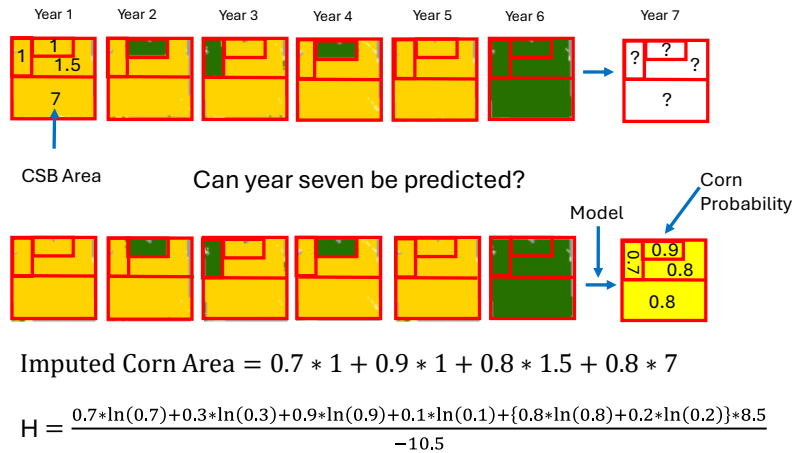 Year 1 Year 2 Year 3 Year 4 Year 5 Year 6 Year 7
1 1 1.5 ? ? ?
7 ?
CSB Area
Can year seven be predicted?
Corn
Probability
Model
0.7 0.9 0.8
0.8
Imputed Corn Area = 0.7 * 1 + 0.9 * 1 + 0.8 * 1.5 + 0.8 * 7
H = \frac{0.7*ln(0.7)+0.3*ln(0.3)+0.9*ln(0.9)+0.1*ln(0.1)+{0.8*ln(0.8)+0.2*ln(0.2)}*8.5}{-10.5}